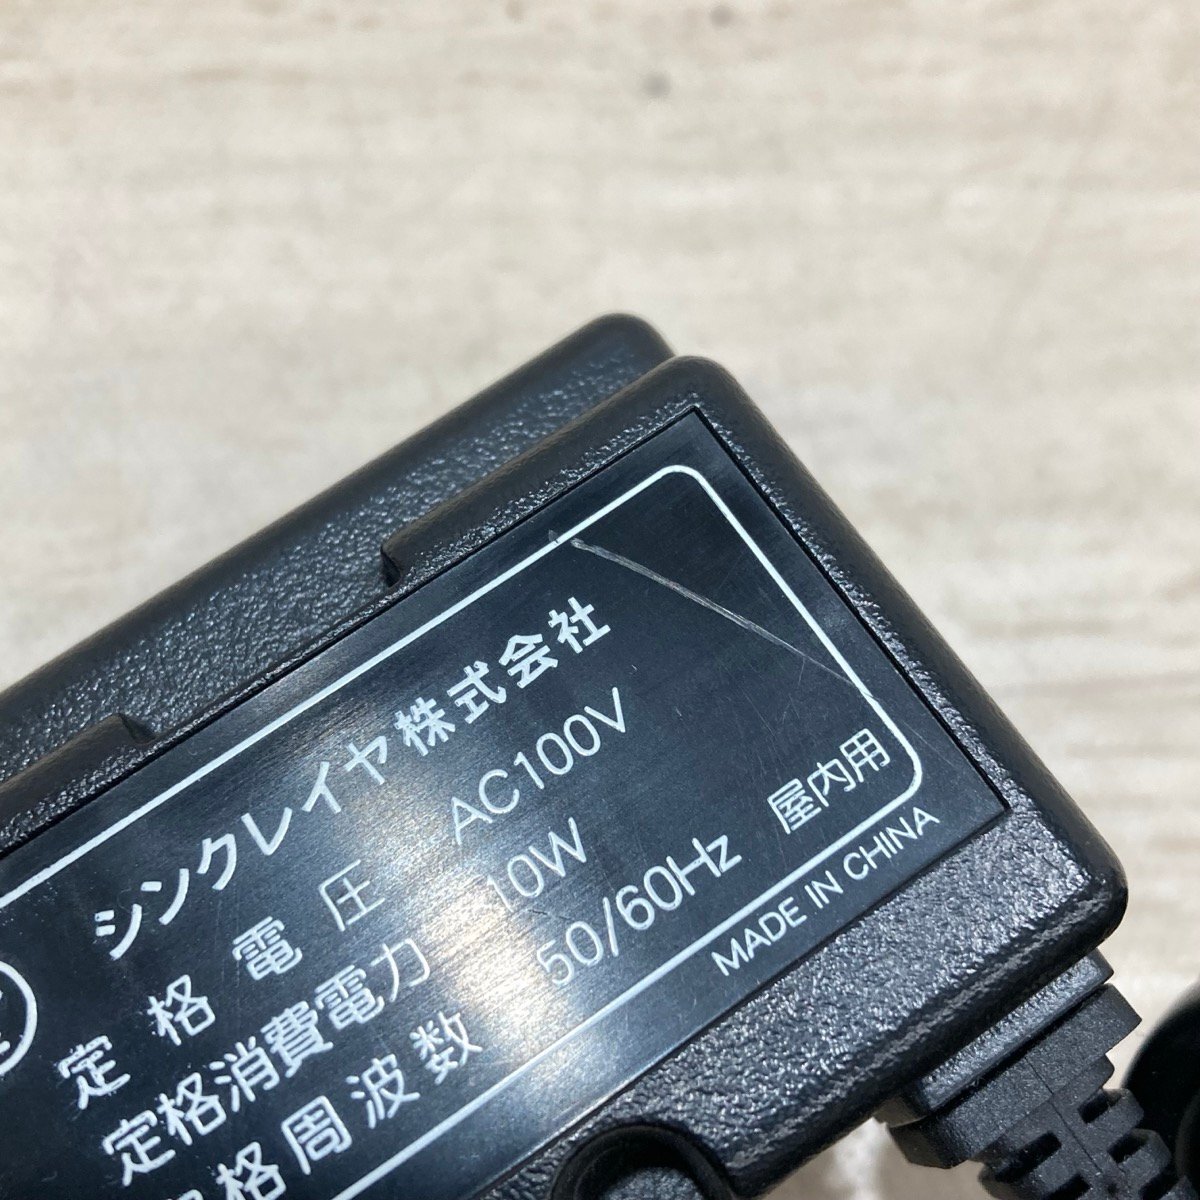 シンクレイヤ株式会社
定格電圧 AC100V
定格消費電力 10W
定格周波数 50/60Hz 屋内用
MADE IN CHINA